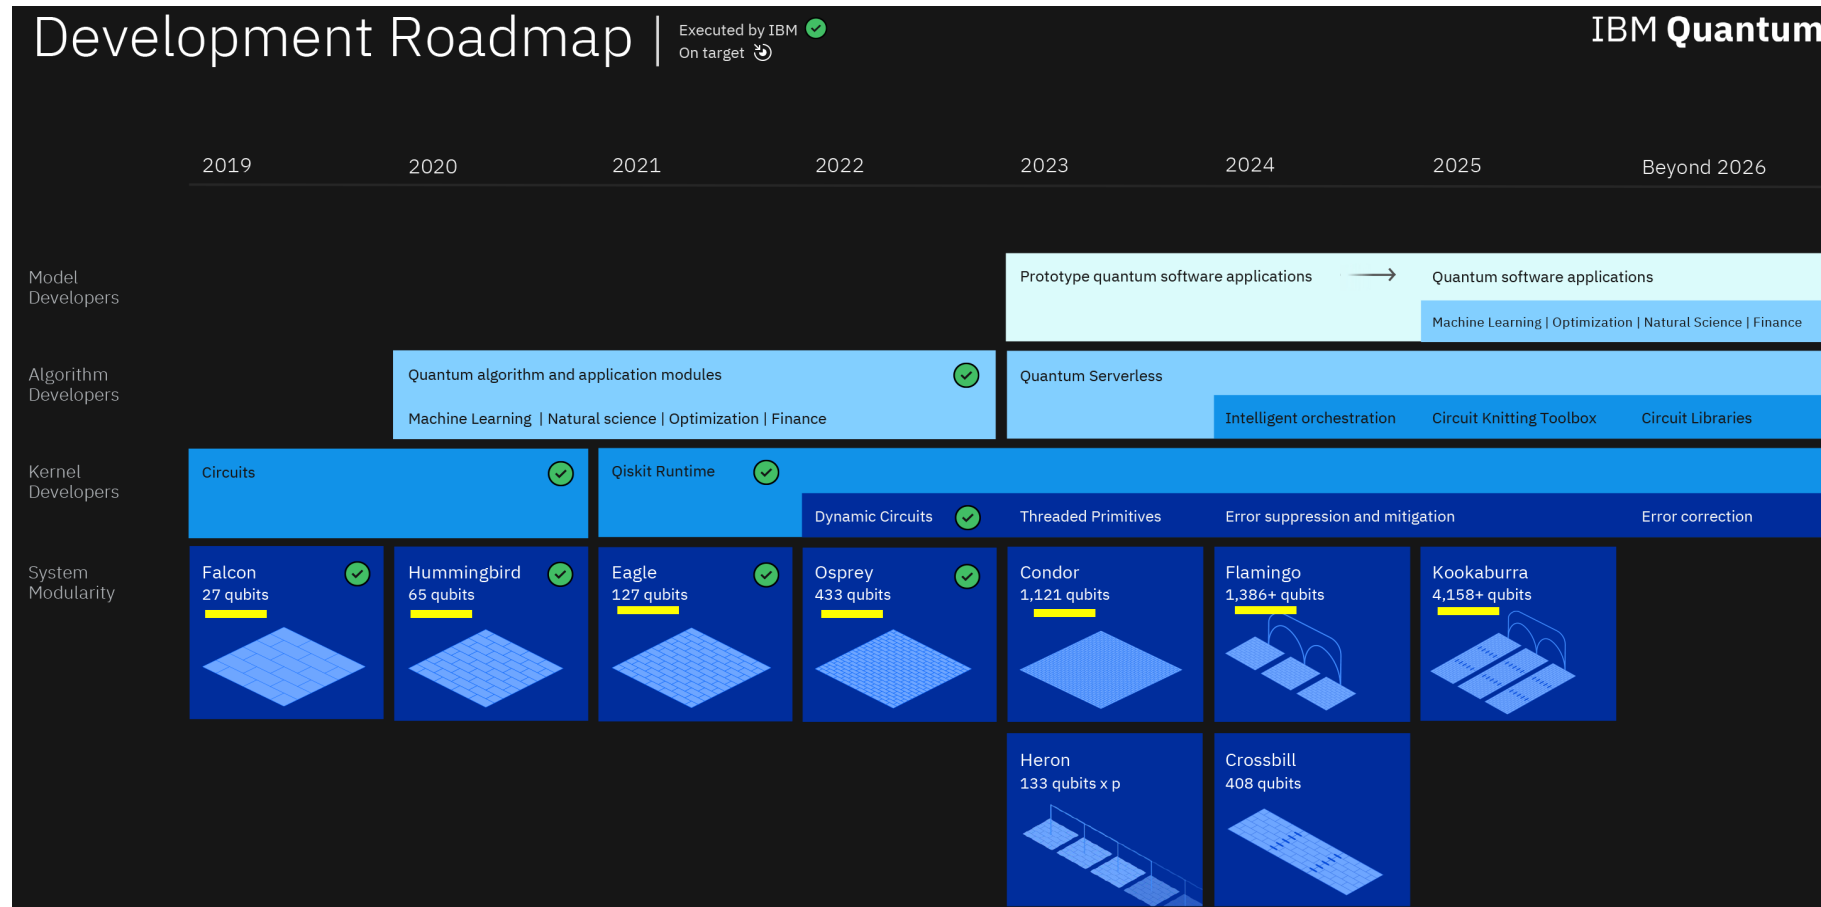 Development Roadmap
Executed by IBM
On target
IBM Quantum
2019
2020
2021
2022
2023
2024
2025
Beyond 2026
Model
Developers
Prototype quantum software applications
Quantum software applications
Machine Learning | Optimization | Natural Science | Finance
Algorithm
Developers
Quantum algorithm and application modules
Machine Learning | Natural science | Optimization | Finance
Quantum Serverless
Intelligent orchestration
Circuit Knitting Toolbox
Circuit Libraries
Kernel
Developers
Circuits
Qiskit Runtime
Dynamic Circuits
Threaded Primitives
Error suppression and mitigation
Error correction
System
Modularity
Falcon
27 qubits
Hummingbird
65 qubits
Eagle
127 qubits
Osprey
433 qubits
Condor
1,121 qubits
Flamingo
1,386+ qubits
Kookaburra
4,158+ qubits
Heron
133 qubits x p
Crossbill
408 qubits